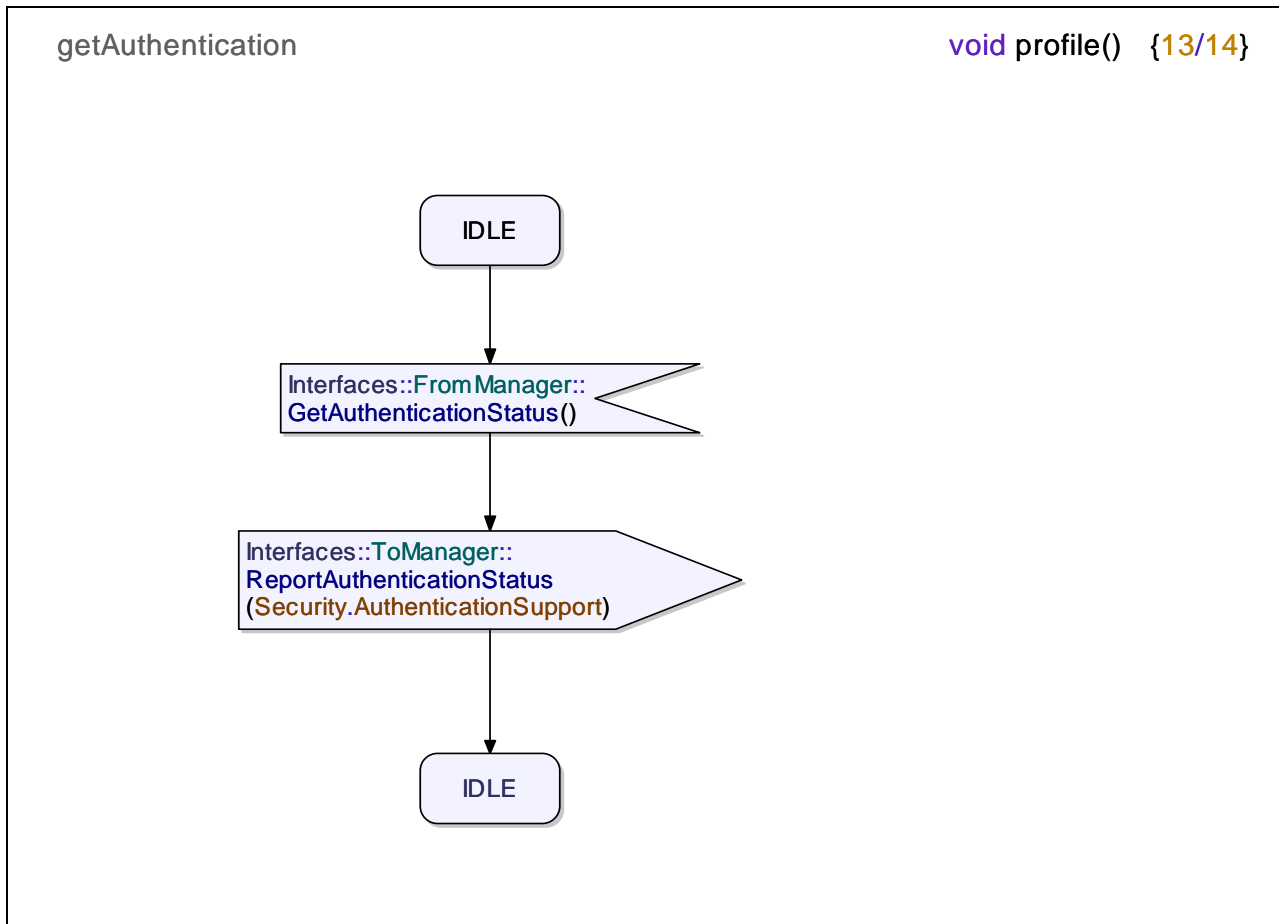 getAuthentication
void profile() {13/14}
IDLE
Interfaces::FromManager::
GetAuthenticationStatus()
Interfaces::ToManager::
ReportAuthenticationStatus
(Security.AuthenticationSupport)
IDLE